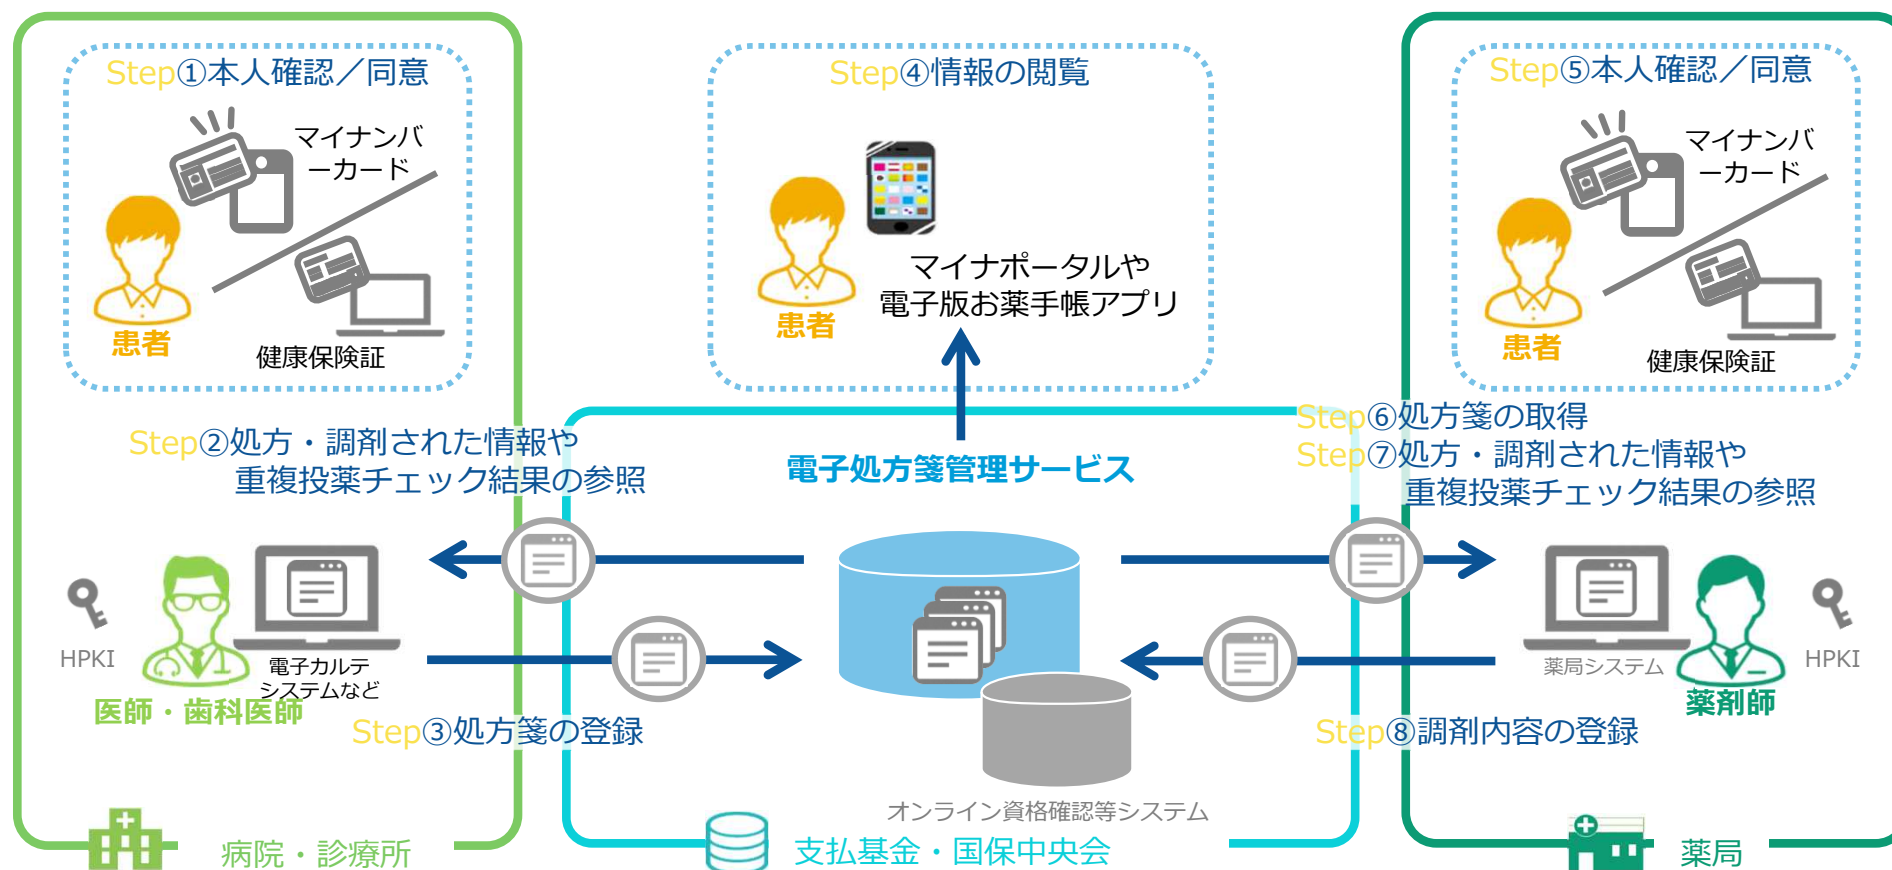 Step①本人確認／同意
マイナンバ
ーカード
患者
健康保険証
Step②処方・調剤された情報や
重複投薬チェック結果の参照
HPKI
電子カルテ
システムなど
医師・歯科医師
Step③処方箋の登録
病院・診療所
Step④情報の閲覧
マイナポータルや
電子版お薬手帳アプリ
患者
電子処方箋管理サービス
オンライン資格確認等システム
支払基金・国保中央会
Step⑤本人確認／同意
マイナンバ
ーカード
患者
健康保険証
Step⑥処方箋の取得
Step⑦処方・調剤された情報や
重複投薬チェック結果の参照
薬局システム
HPKI
薬剤師
Step⑧調剤内容の登録
薬局